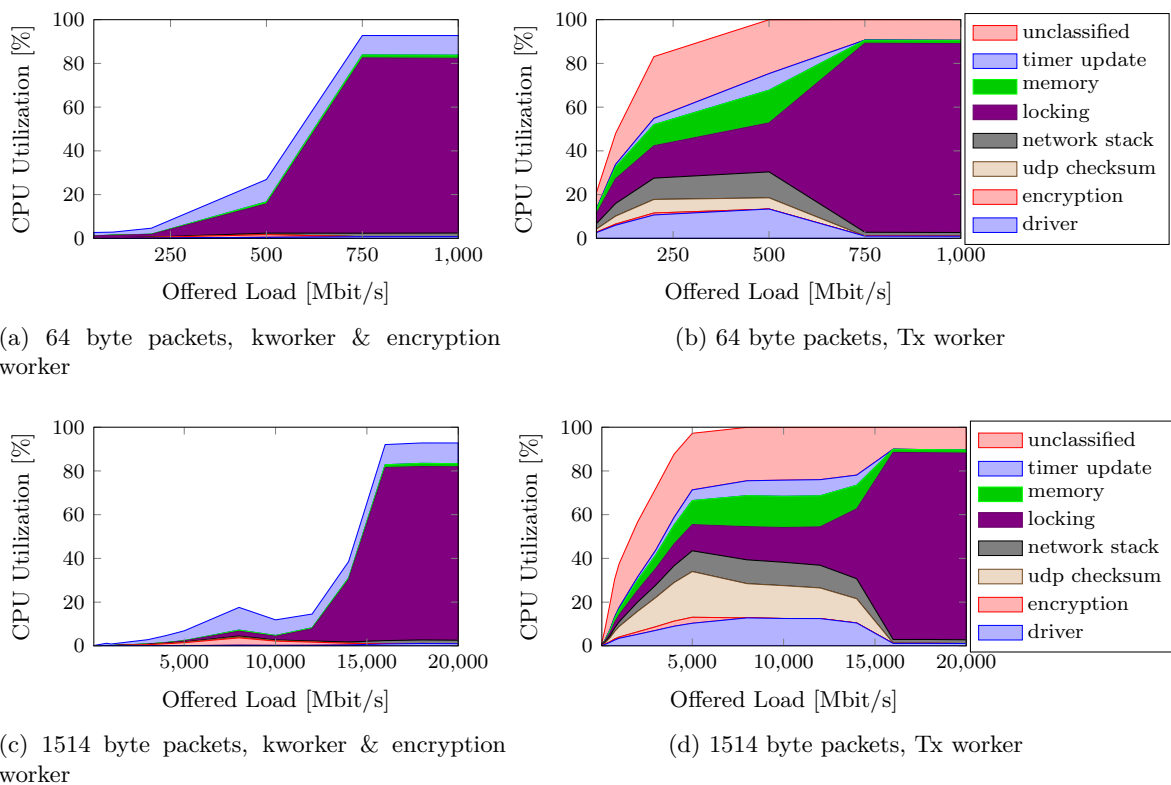 100
80
60
40
20
0
CPU Utilization [%]
250
500
750
1,000
Offered Load [Mbit/s]
(a) 64 byte packets, kworker & encryption
worker
100
80
60
40
20
0
CPU Utilization [%]
250
500
750
1,000
Offered Load [Mbit/s]
unclassified
timer update
memory
locking
network stack
udp checksum
encryption
driver
(b) 64 byte packets, Tx worker
100
80
60
40
20
0
CPU Utilization [%]
5,000
10,000
15,000
20,000
Offered Load [Mbit/s]
(c) 1514 byte packets, kworker & encryption
worker
100
80
60
40
20
0
CPU Utilization [%]
5,000
10,000
15,000
20,000
Offered Load [Mbit/s]
unclassified
timer update
memory
locking
network stack
udp checksum
encryption
driver
(d) 1514 byte packets, Tx worker